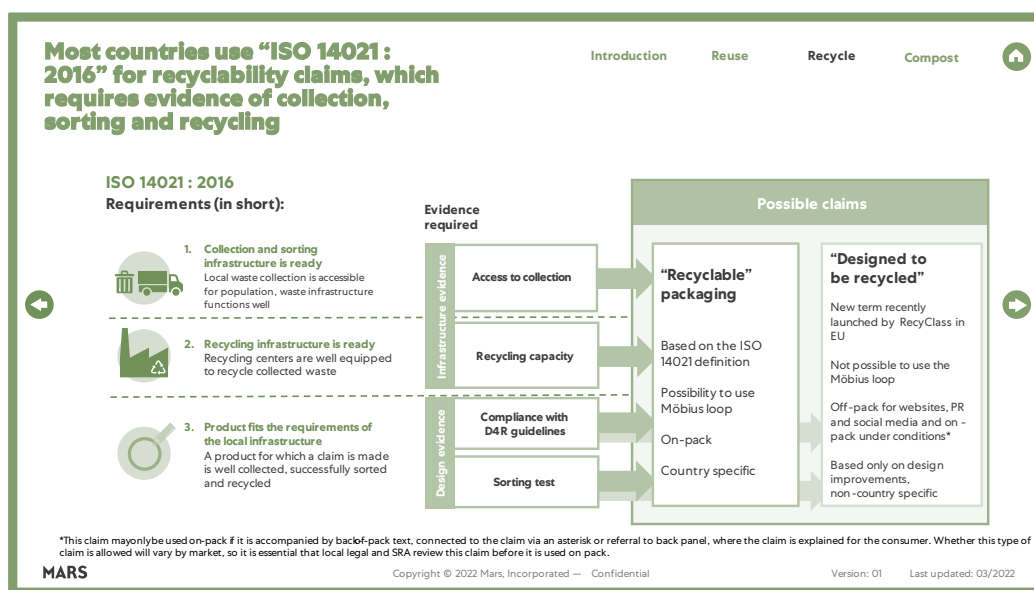 Most countries use “ISO 14021 :
2016” for recyclability claims, which
requires evidence of collection,
sorting and recycling
Introduction
Reuse
Recycle
Compost
ISO 14021 : 2016
Requirements (in short):
1. Collection and sorting
infrastructure is ready
Local waste collection is accessible
for population, waste infrastructure
functions well
2. Recycling infrastructure is ready
Recycling centers are well equipped
to recycle collected waste
3. Product fits the requirements of
the local infrastructure
A product for which a claim is made
is well collected, successfully sorted
and recycled
Evidence
required
Infrastructure evidence
Access to collection
Recycling capacity
Design evidence
Compliance with
D4R guidelines
Sorting test
Possible claims
“Recyclable”
packaging
Based on the ISO
14021 definition
Possibility to use
Möbius loop
On-pack
Country specific
“Designed to
be recycled”
New term recently
launched by RecyClass in
EU
Not possible to use the
Möbius loop
Off-pack for websites, PR
and social media and on -
pack under conditions*
Based only on design
improvements,
non-country specific
*This claim may only be used on-pack if it is accompanied by back-of-pack text, connected to the claim via an asterisk or referral to back panel, where the claim is explained for the consumer. Whether this type of
claim is allowed will vary by market, so it is essential that local legal and SRA review this claim before it is used on pack.
MARS
Copyright © 2022 Mars, Incorporated — Confidential
Version: 01
Last updated: 03/2022